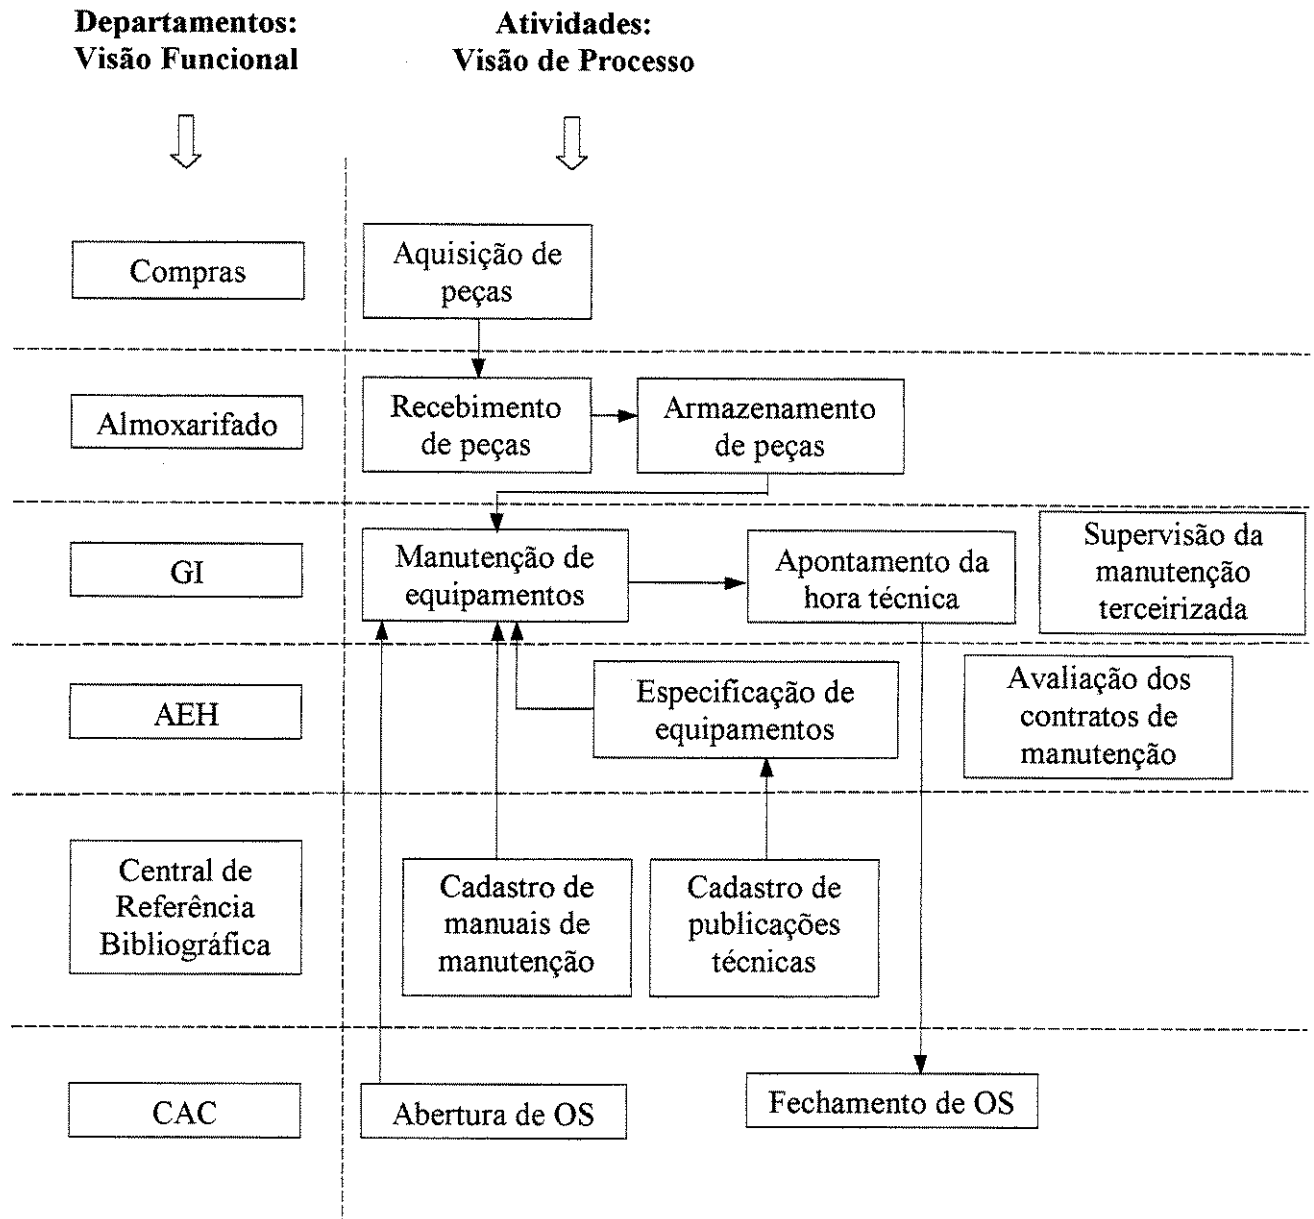 Departamentos:
Visão Funcional
Atividades:
Visão de Processo
Compras
Aquisição de
peças
Almoxarifado
Recebimento
de peças
Armazenamento
de peças
GI
Manutenção de
equipamentos
Apontamento da
hora técnica
Supervisão da
manutenção
terceirizada
AEH
Especificação de
equipamentos
Avaliação dos
contratos de
manutenção
Central de
Referência
Bibliográfica
Cadastro de
manuais de
manutenção
Cadastro de
publicações
técnicas
CAC
Abertura de OS
Fechamento de OS